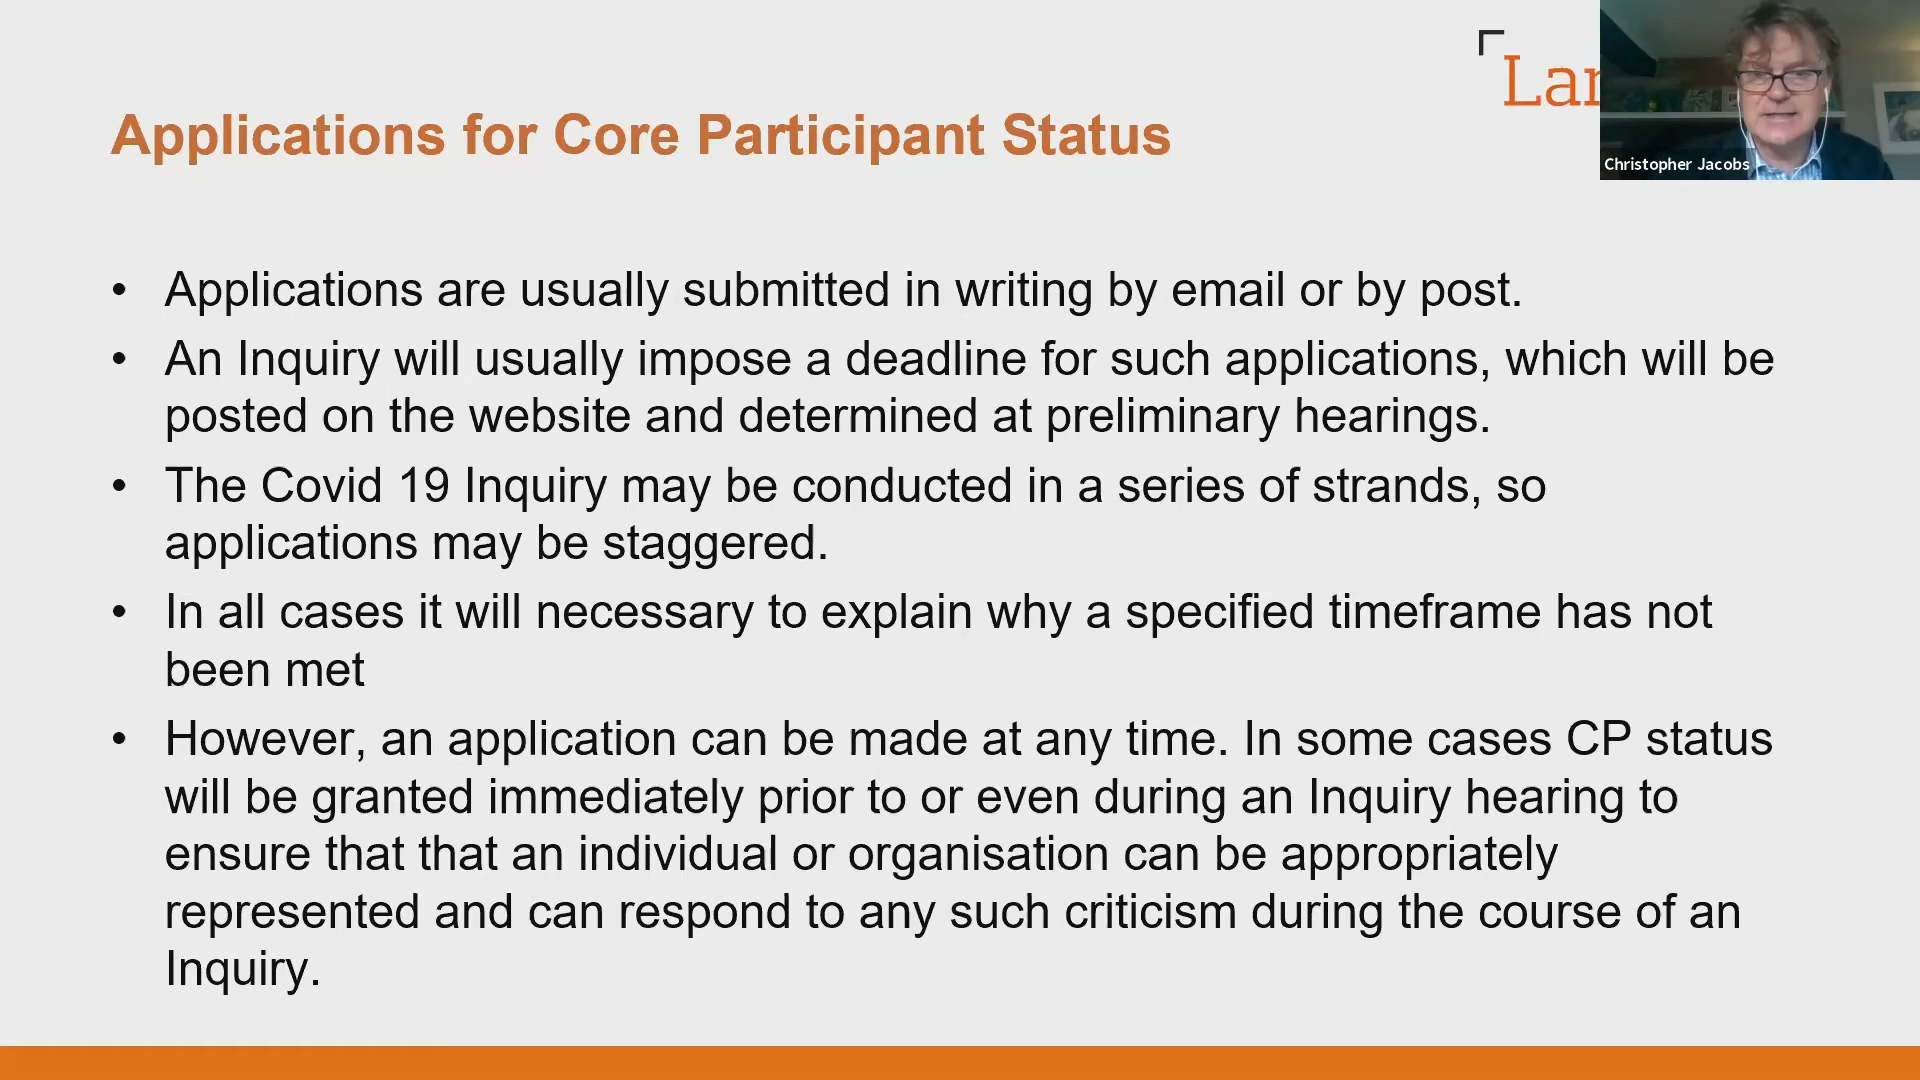 Lar
Christopher Jacobs
Applications for Core Participant Status
• Applications are usually submitted in writing by email or by post.
• An Inquiry will usually impose a deadline for such applications, which will be
posted on the website and determined at preliminary hearings.
• The Covid 19 Inquiry may be conducted in a series of strands, so
applications may be staggered.
• In all cases it will necessary to explain why a specified timeframe has not
been met
• However, an application can be made at any time. In some cases CP status
will be granted immediately prior to or even during an Inquiry hearing to
ensure that that an individual or organisation can be appropriately
represented and can respond to any such criticism during the course of an
Inquiry.